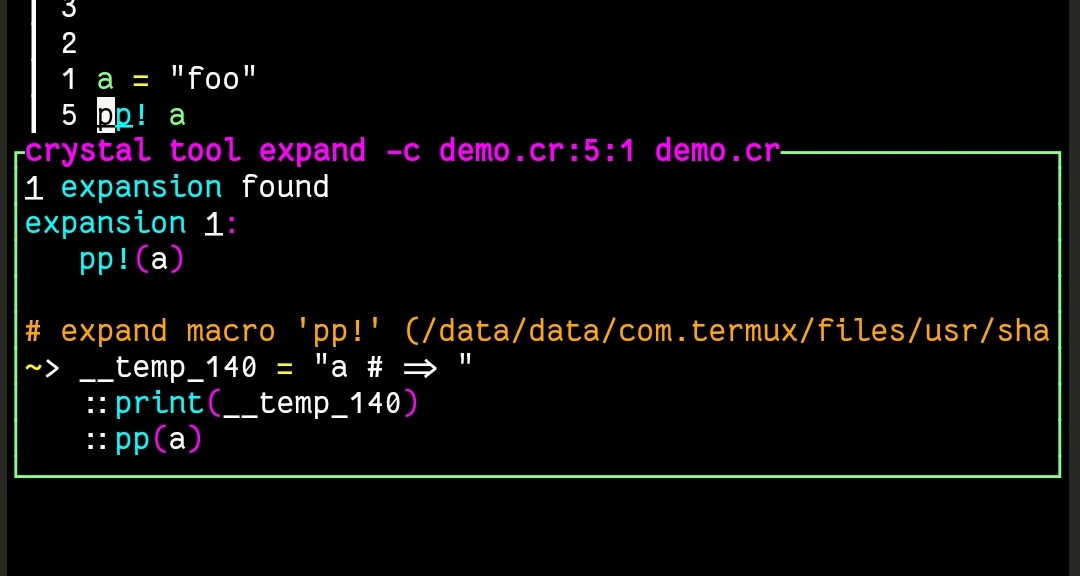 3
2
1 a = "foo"
5 pp! a
crystal tool expand -c demo.cr:5:1 demo.cr
1 expansion found
expansion 1:
   pp!(a)
# expand macro 'pp!' (/data/data/com.termux/files/usr/sha
~> __temp_140 = "a # => "
   ::print(__temp_140)
   ::pp(a)